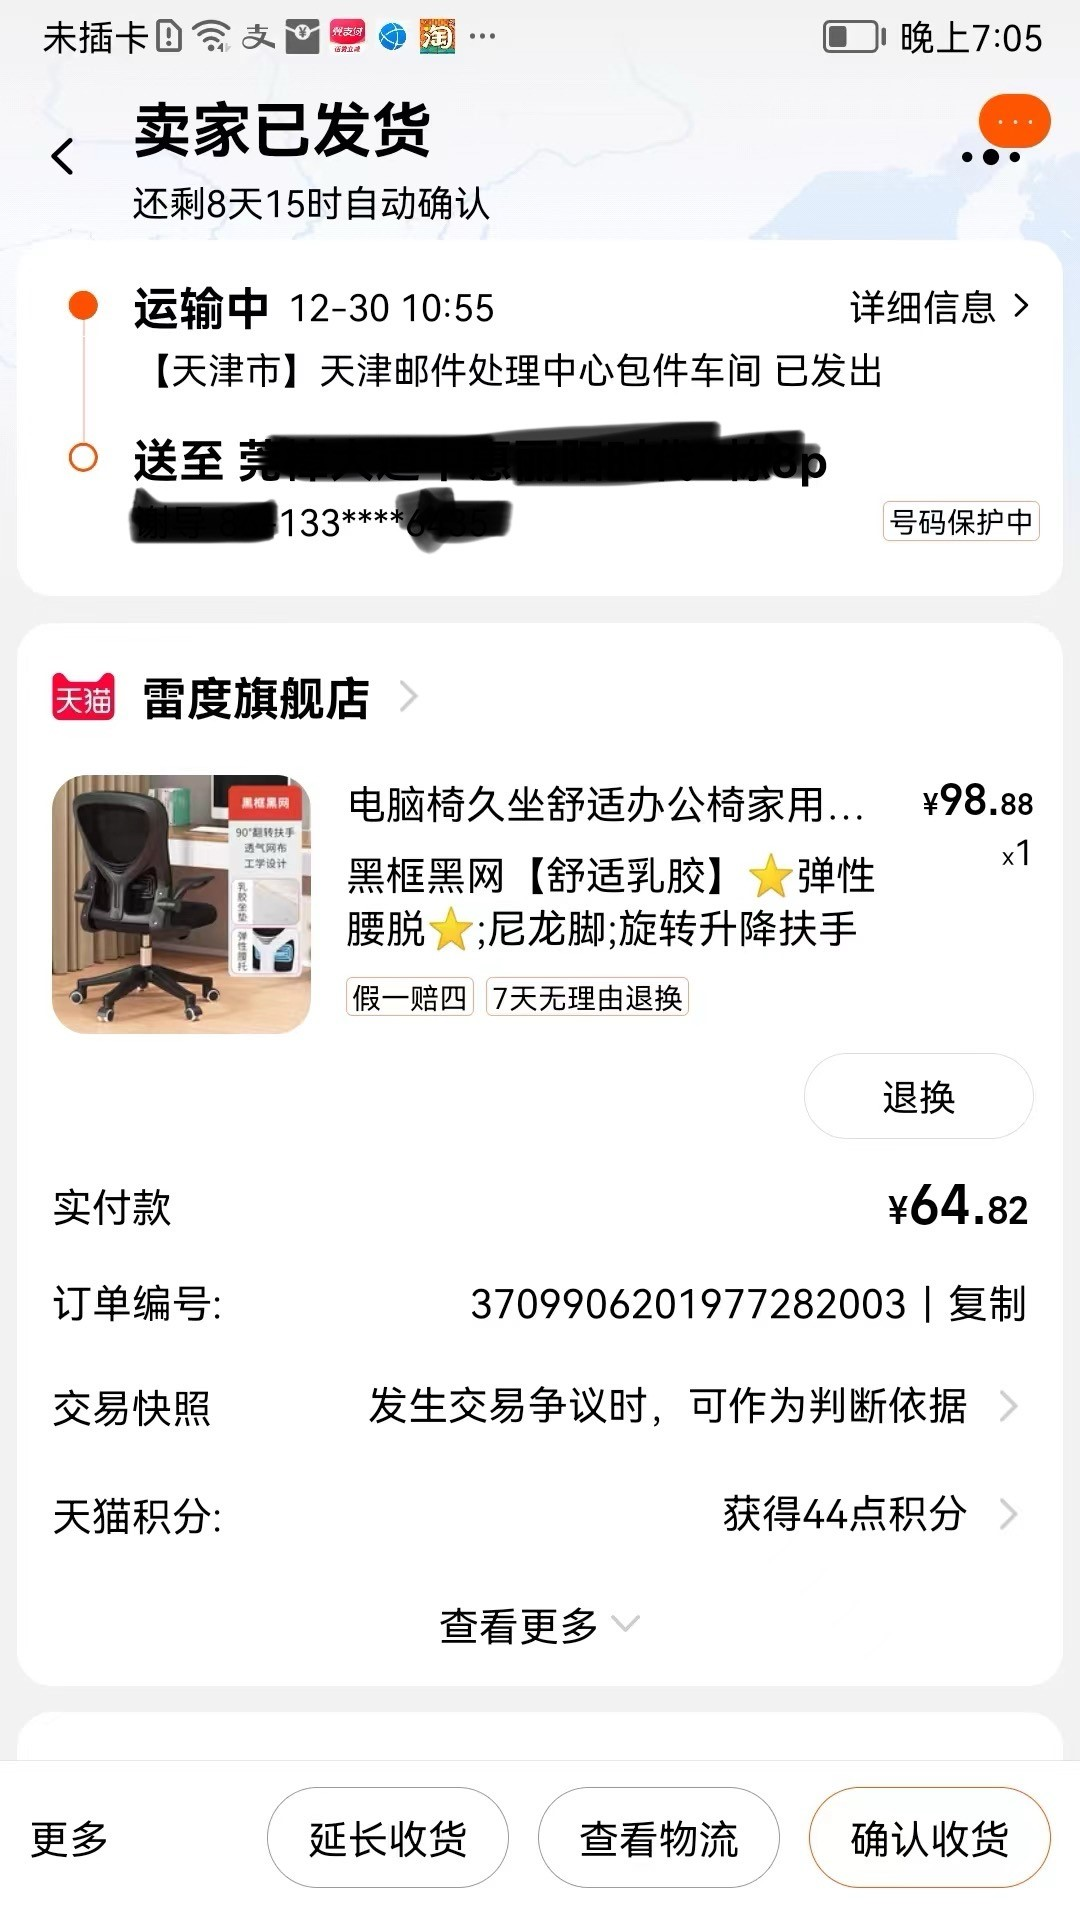 未插卡 晚上7:05
卖家已发货
还剩8天15时自动确认
运输中 12-30 10:55 详细信息
【天津市】天津邮件处理中心包件车间 已发出
送至 莞
133****
号码保护中
天猫 雷度旗舰店
黑框黑网
90°翻转扶手
透气网布
工学设计
乳胶坐垫
弹性腰托
电脑椅久坐舒适办公椅家用... ¥98.88
x1
黑框黑网【舒适乳胶】⭐弹性
腰脱⭐;尼龙脚;旋转升降扶手
假一赔四 7天无理由退换
退换
实付款 ¥64.82
订单编号: 3709906201977282003 | 复制
交易快照 发生交易争议时，可作为判断依据
天猫积分: 获得44点积分
查看更多
更多 延长收货 查看物流 确认收货